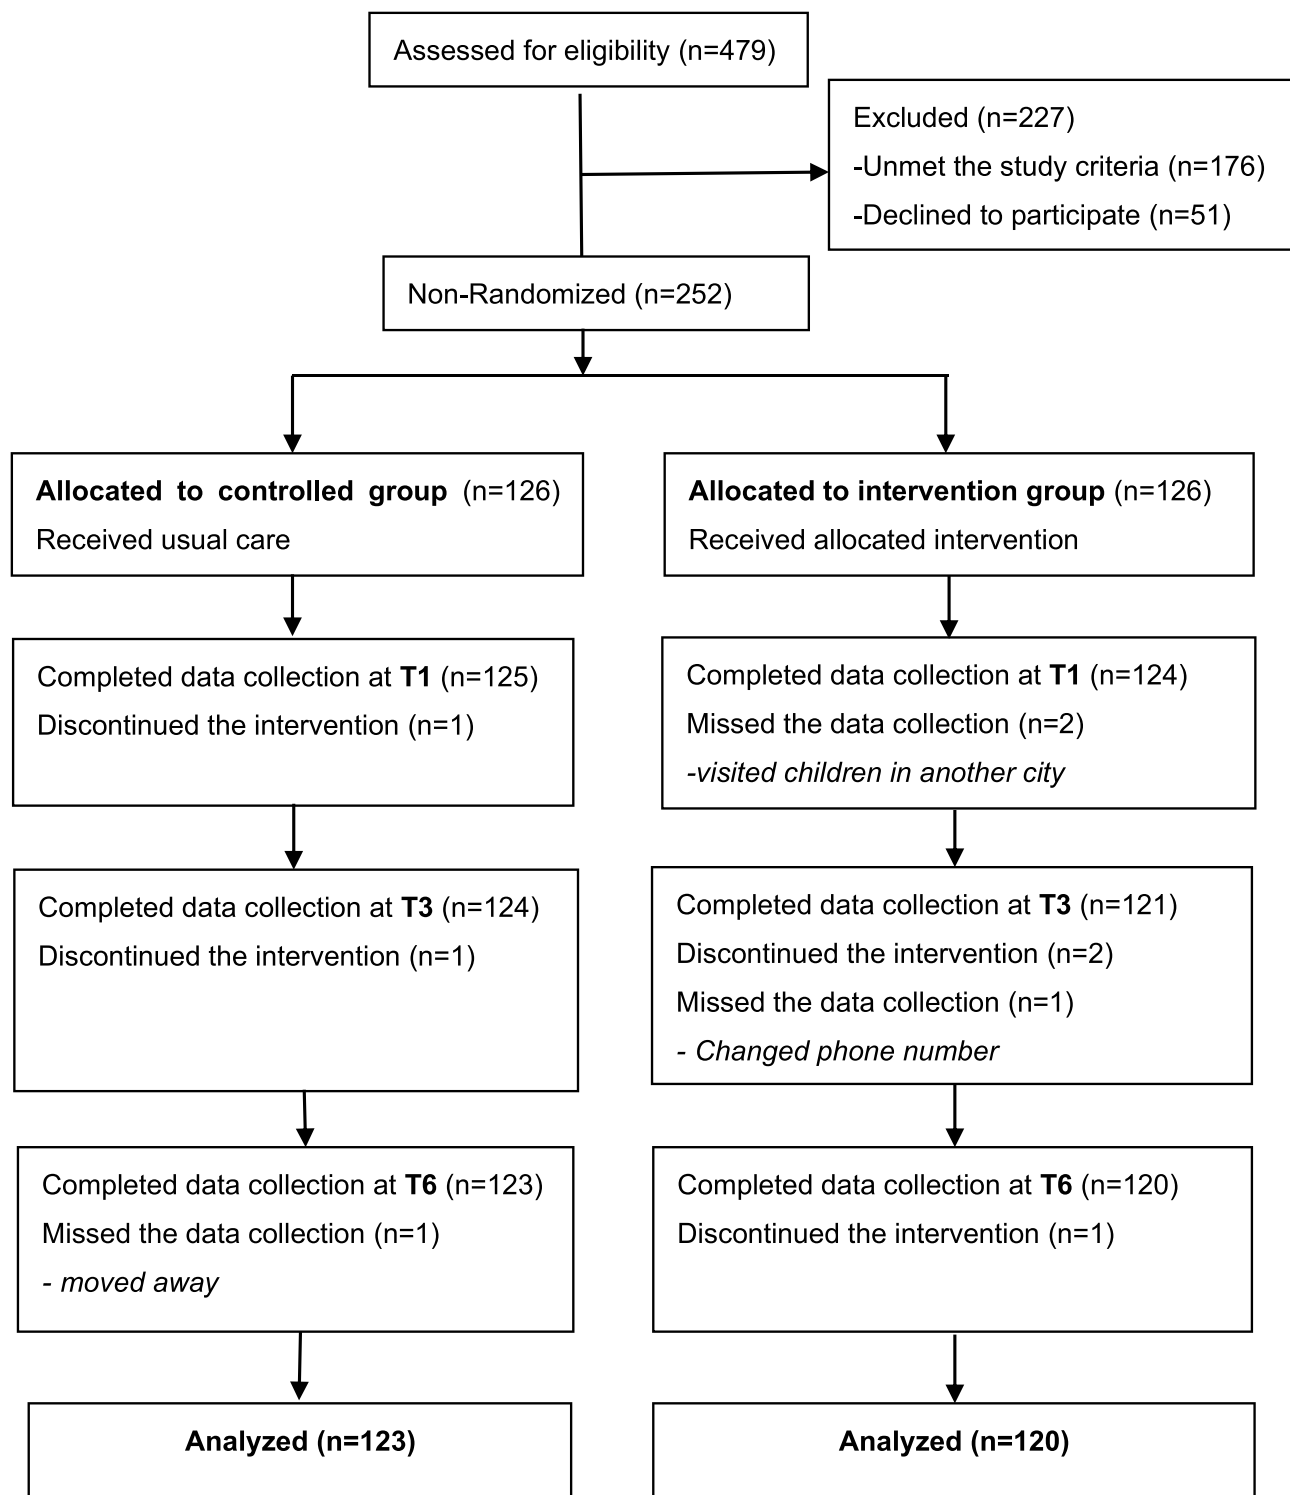 Assessed for eligibility (n=479)
Excluded (n=227)
-Unmet the study criteria (n=176)
-Declined to participate (n=51)
Non-Randomized (n=252)
Allocated to controlled group (n=126)
Received usual care
Allocated to intervention group (n=126)
Received allocated intervention
Completed data collection at T1 (n=125)
Discontinued the intervention (n=1)
Completed data collection at T1 (n=124)
Missed the data collection (n=2)
-visited children in another city
Completed data collection at T3 (n=124)
Discontinued the intervention (n=1)
Completed data collection at T3 (n=121)
Discontinued the intervention (n=2)
Missed the data collection (n=1)
- Changed phone number
Completed data collection at T6 (n=123)
Missed the data collection (n=1)
- moved away
Completed data collection at T6 (n=120)
Discontinued the intervention (n=1)
Analyzed (n=123)
Analyzed (n=120)